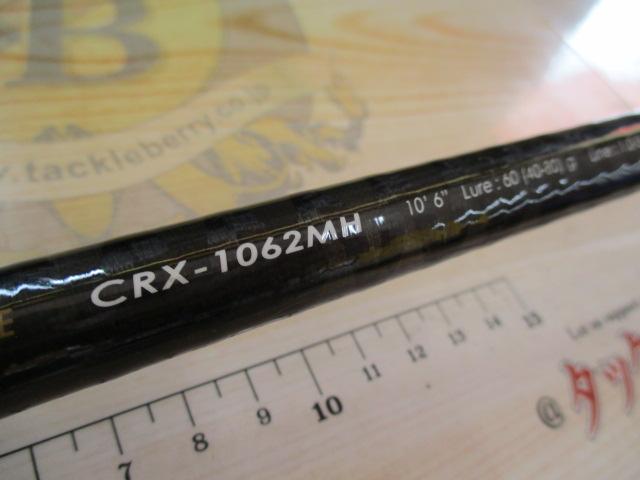 B
w.tackleberry.co.jp
CRX-1062MH 10' 6" Lure : 60 (40-80) g
E
7 8 9 10 11 12 13 14 15
@タック